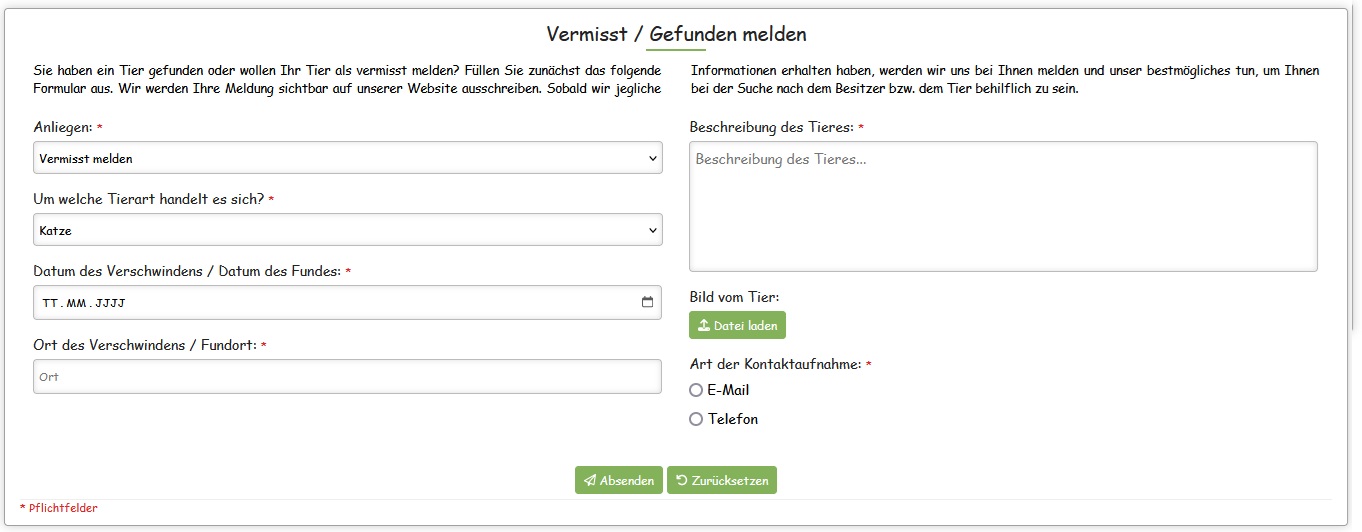 Vermisst / Gefunden melden
Sie haben ein Tier gefunden oder wollen Ihr Tier als vermisst melden? Füllen Sie zunächst das folgende
Formular aus. Wir werden Ihre Meldung sichtbar auf unserer Website ausschreiben. Sobald wir jegliche
Informationen erhalten haben, werden wir uns bei Ihnen melden und unser bestmögliches tun, um Ihnen
bei der Suche nach dem Besitzer bzw. dem Tier behilflich zu sein.
Anliegen: *
Vermisst melden
Um welche Tierart handelt es sich? *
Katze
Datum des Verschwindens / Datum des Fundes: *
TT . MM . JJJJ
Ort des Verschwindens / Fundort: *
Ort
Beschreibung des Tieres: *
Beschreibung des Tieres...
Bild vom Tier:
Datei laden
Art der Kontaktaufnahme: *
E-Mail
Telefon
Absenden
Zurücksetzen
* Pflichtfelder